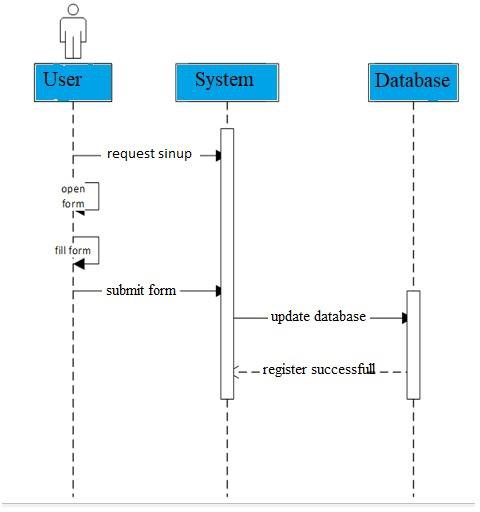 User
System
Database
request sinup
open
form
fill form
submit form
update database
register successfull